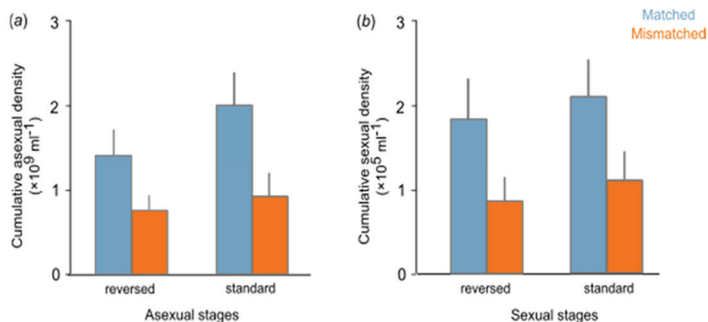 (a)
3
2
1
0
Cumulative asexual density
(×10⁹ ml⁻¹)
reversed
standard
Asexual stages
(b)
3
2
1
0
Cumulative sexual density
(×10⁵ ml⁻¹)
reversed
standard
Sexual stages
Matched
Mismatched